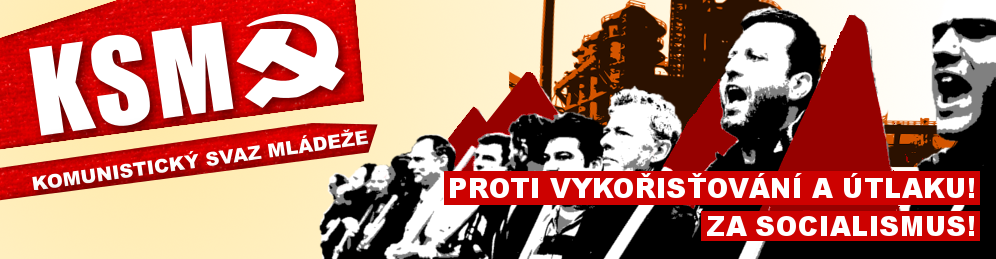 KSM
KOMUNISTICKÝ SVAZ MLÁDEŽE
PROTI VYKOŘISŤOVÁNÍ A ÚTLAKU!
ZA SOCIALISMUS!